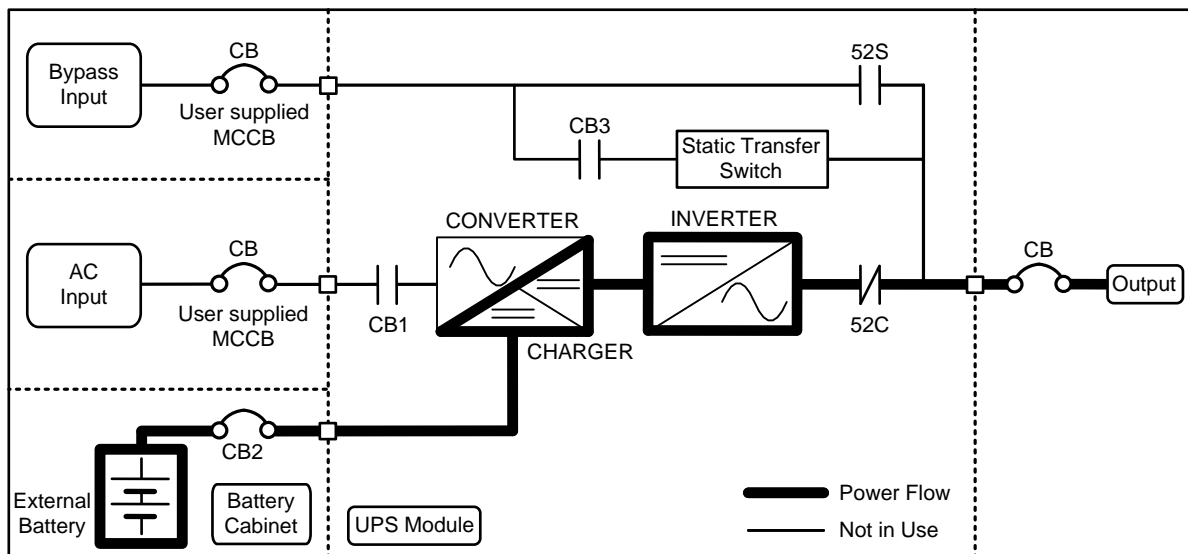 Bypass
Input
CB
User supplied
MCCB
52S
CB3
Static Transfer
Switch
AC
Input
CB
User supplied
MCCB
CB1
CONVERTER
CHARGER
INVERTER
52C
CB
Output
CB2
External
Battery
Battery
Cabinet
UPS Module
Power Flow
Not in Use